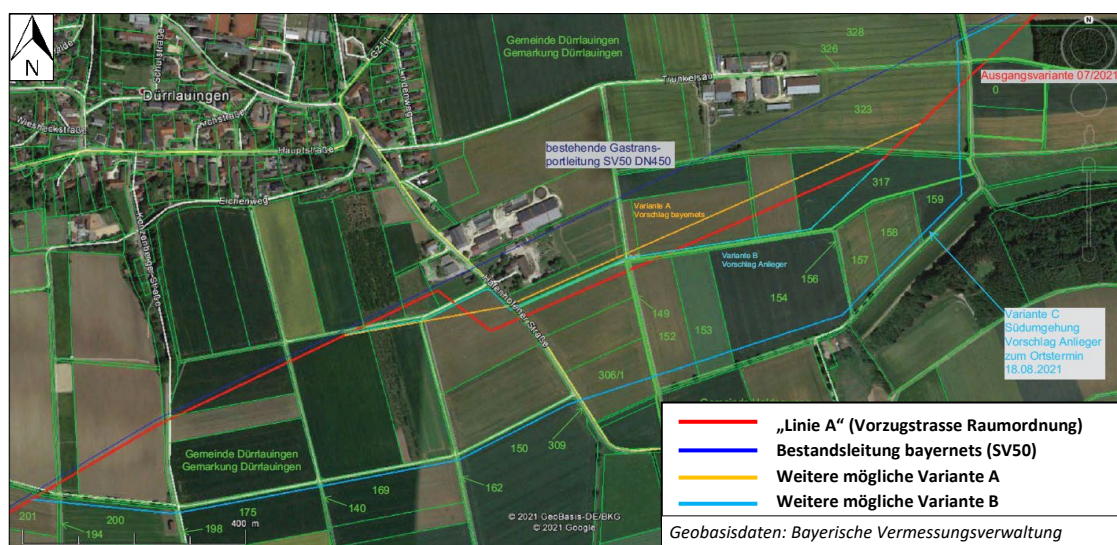 N
Gemeinde Dürrlauingen
Gemarkung Dürrlauingen
328
326
Trunkelsau
Schulstraße
Lindenweg
Dürrlauingen
Archstraße
Wiesneckstraße
Hauptstraße
Eichenweg
Ausgangsvariante 07/2021
0
323
bestehende Gastrans-
portleitung SV50 DN450
317
Variante A
Vorschlag bayernets
159
158
157
156
Variante B
Vorschlag Anlieger
154
149
152
153
306/1
309
Variante C
Südumgehung
Vorschlag Anlieger
zum Ortstermin
18.08.2021
Gemeinde Dürrlauingen
Gemarkung Dürrlauingen
150
162
169
140
175
198
200
194
201
400 m
© 2021 GeoBasis-DE/BKG
© 2021 Google
„Linie A“ (Vorzugstrasse Raumordnung)
Bestandsleitung bayernets (SV50)
Weitere mögliche Variante A
Weitere mögliche Variante B
Geobasisdaten: Bayerische Vermessungsverwaltung